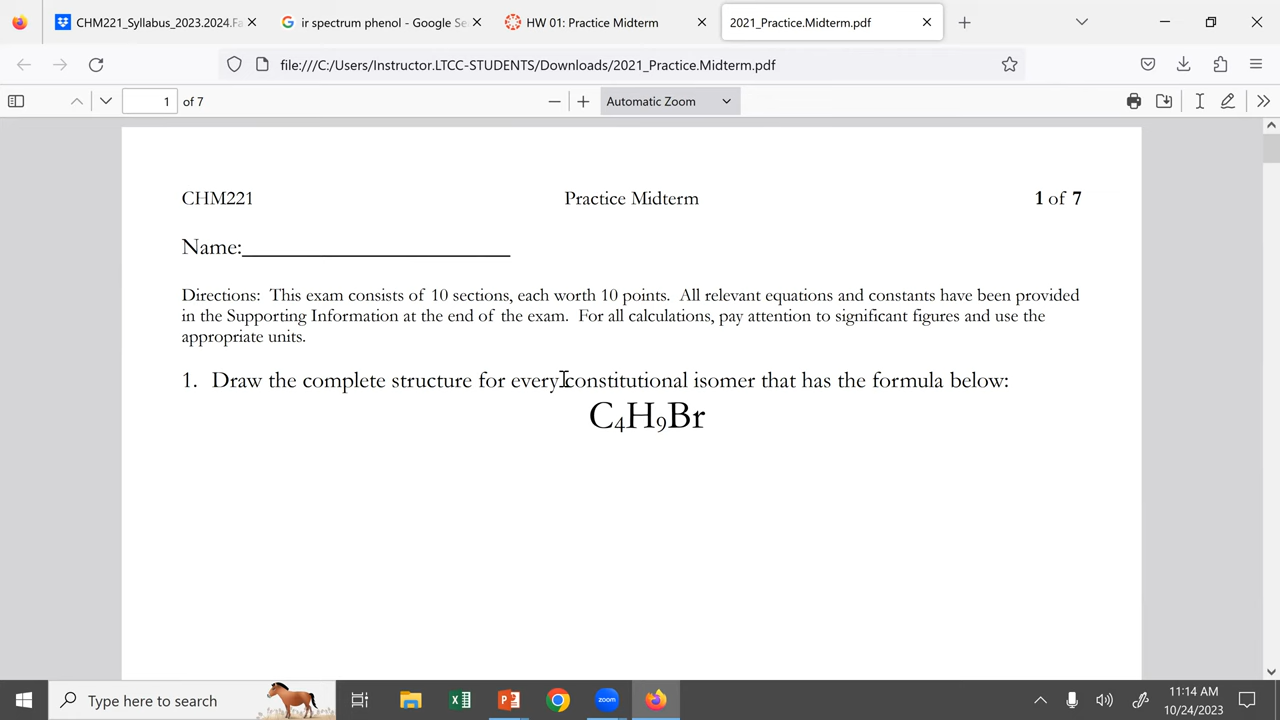 CHM221_Syllabus_2023.2024.Fa
ir spectrum phenol - Google Se
HW 01: Practice Midterm
2021_Practice.Midterm.pdf
file:///C:/Users/Instructor.LTCC-STUDENTS/Downloads/2021_Practice.Midterm.pdf
1 of 7
Automatic Zoom
CHM221 Practice Midterm 1 of 7
Name:
Directions: This exam consists of 10 sections, each worth 10 points. All relevant equations and constants have been provided
in the Supporting Information at the end of the exam. For all calculations, pay attention to significant figures and use the
appropriate units.
1. Draw the complete structure for every constitutional isomer that has the formula below:
C₄H₉Br
Type here to search
11:14 AM
10/24/2023